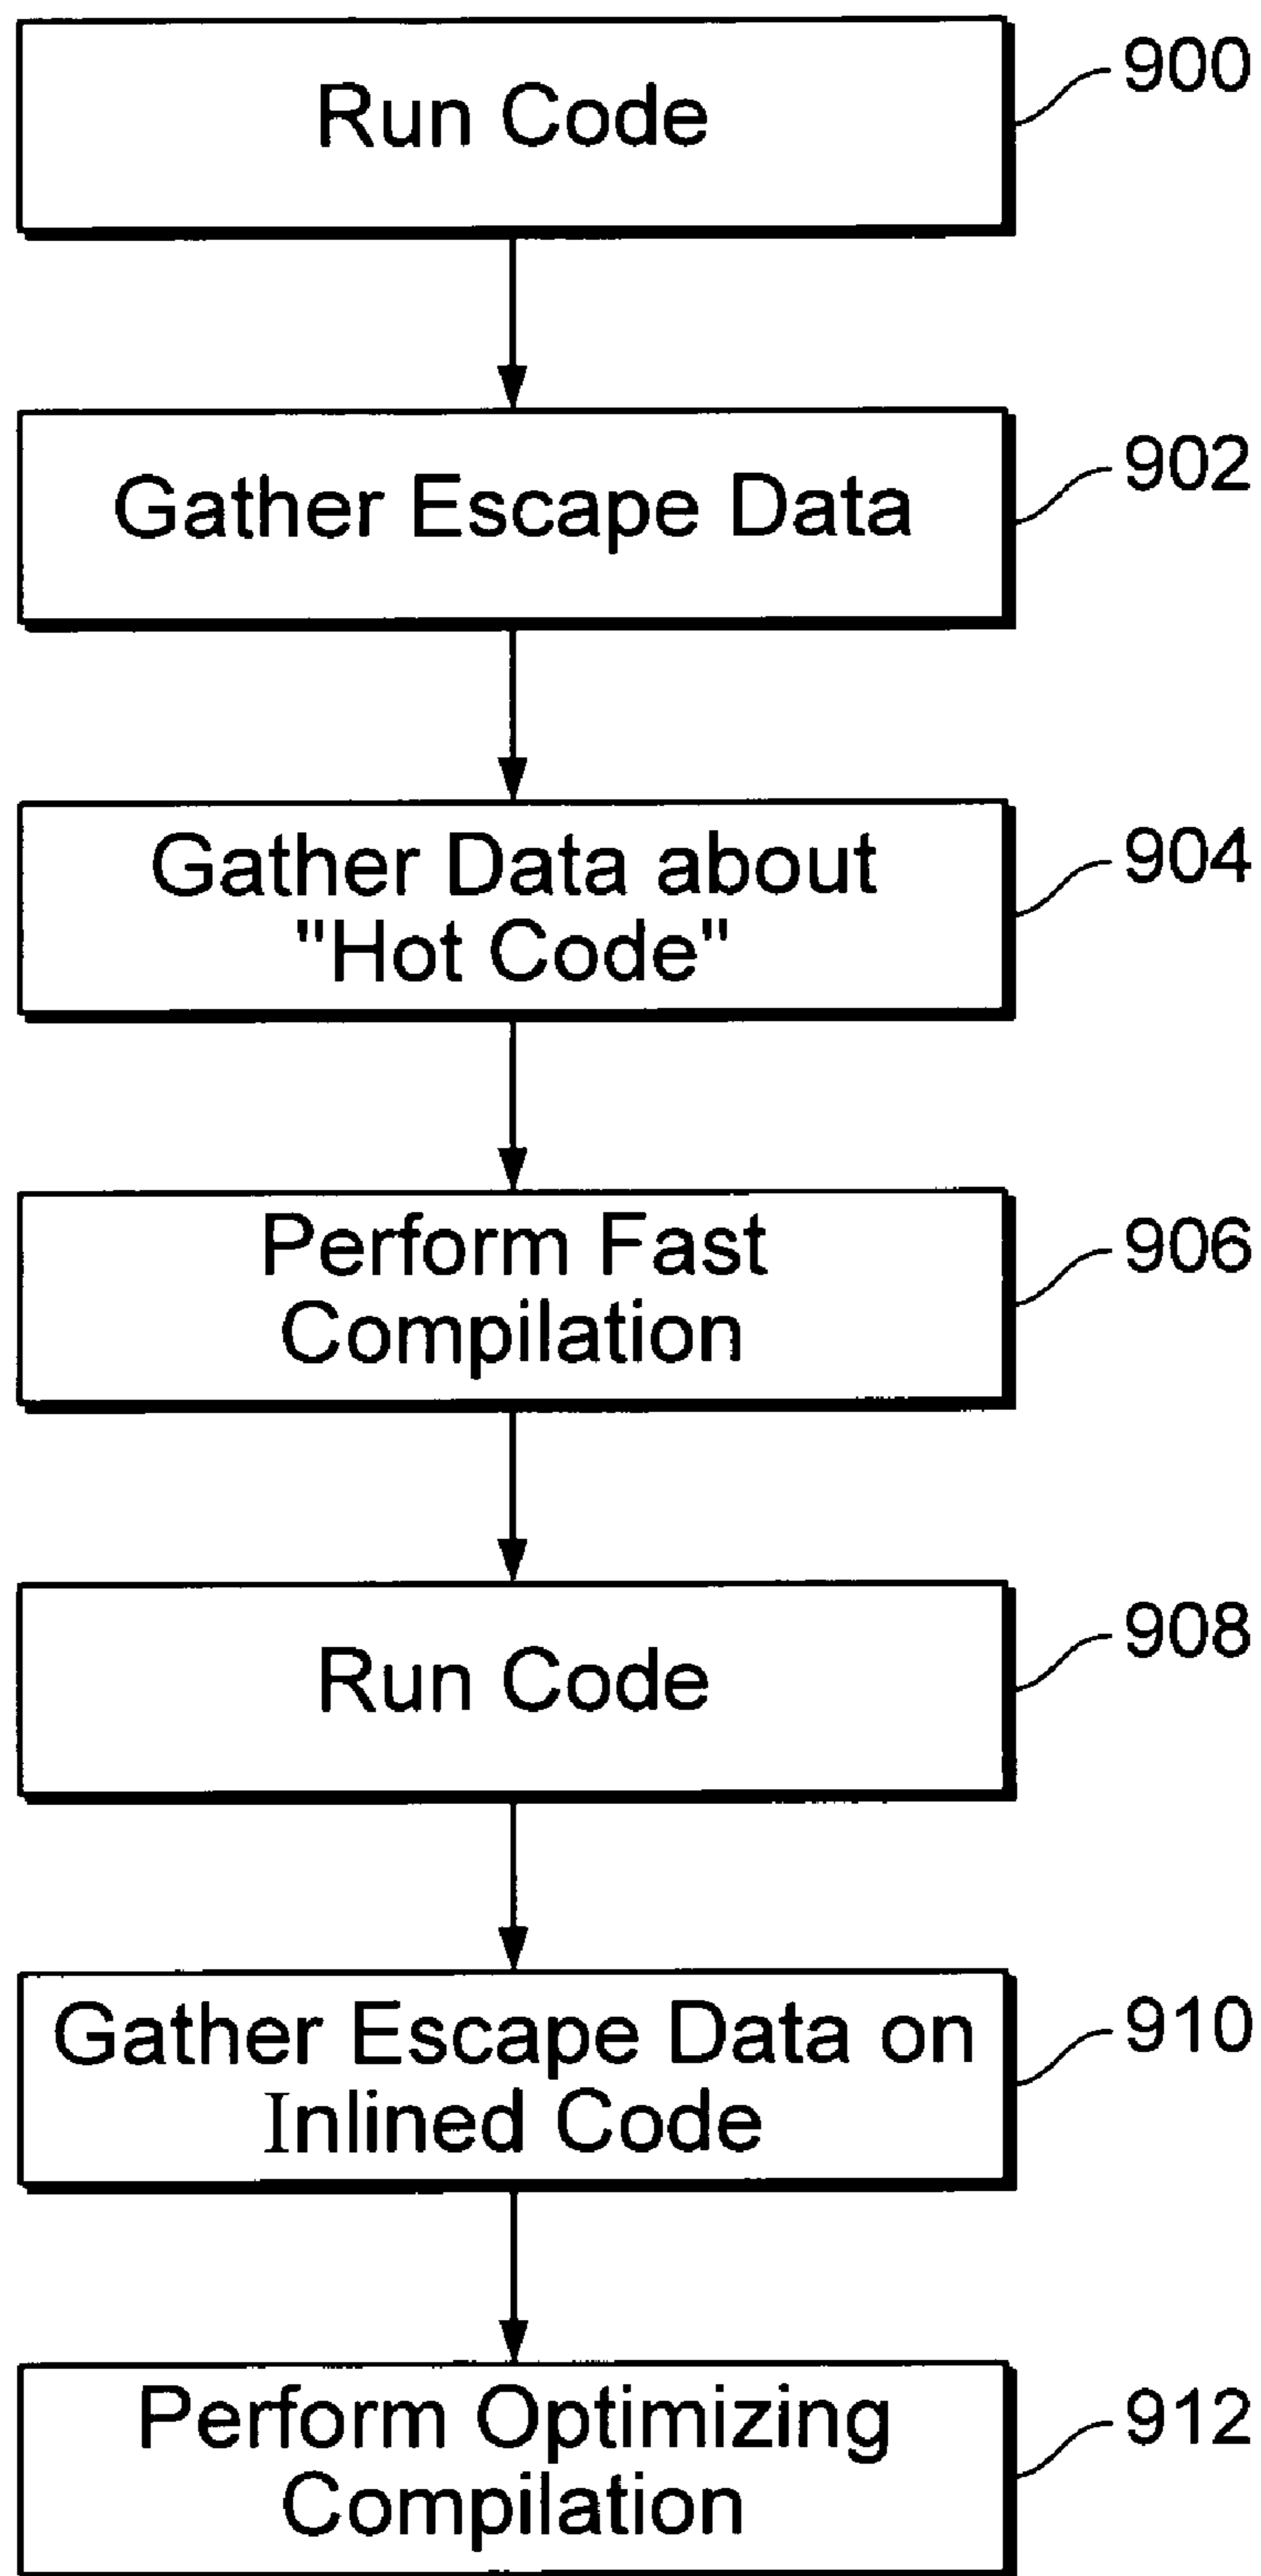 Run Code
900
Gather Escape Data
902
Gather Data about
"Hot Code"
904
Perform Fast
Compilation
906
Run Code
908
Gather Escape Data on
Inlined Code
910
Perform Optimizing
Compilation
912